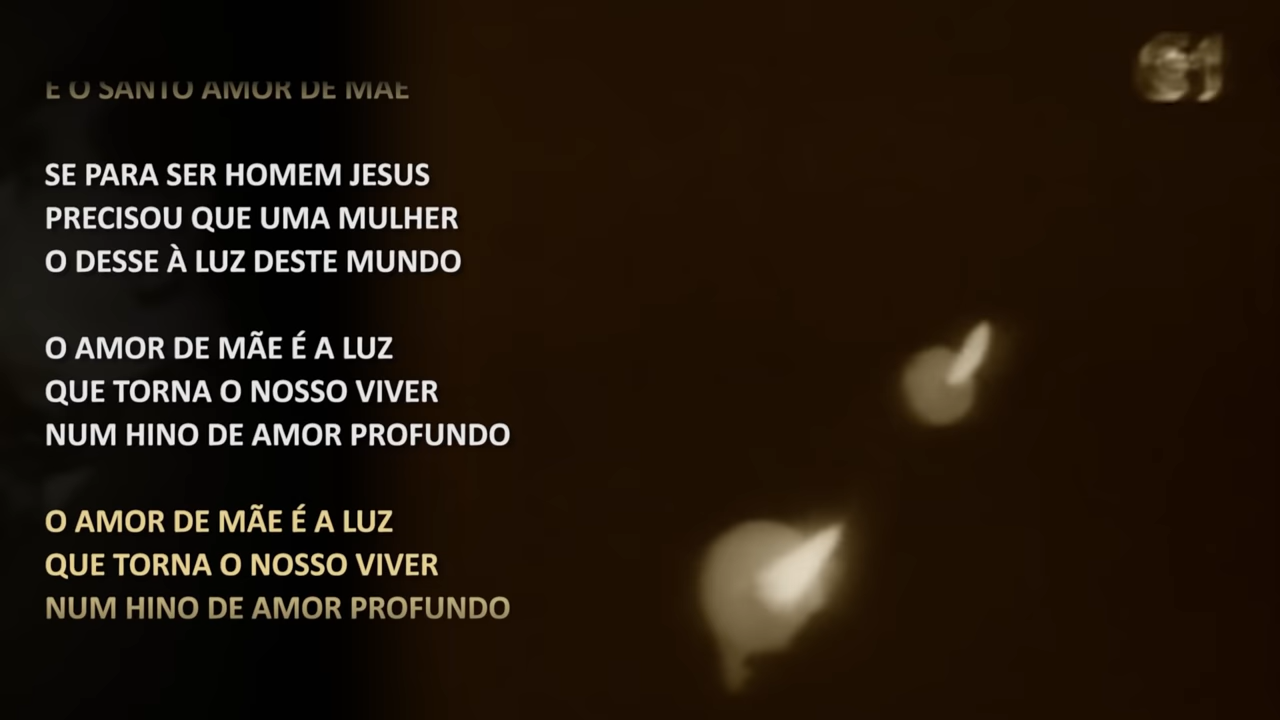 E O SANTO AMOR DE MÃE
SE PARA SER HOMEM JESUS
PRECISOU QUE UMA MULHER
O DESSE À LUZ DESTE MUNDO
O AMOR DE MÃE É A LUZ
QUE TORNA O NOSSO VIVER
NUM HINO DE AMOR PROFUNDO
O AMOR DE MÃE É A LUZ
QUE TORNA O NOSSO VIVER
NUM HINO DE AMOR PROFUNDO